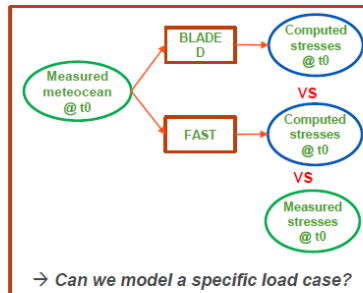 BLADE
D
Computed
stresses
@ t0
Measured
meteocean
@ t0
VS
FAST
Computed
stresses
@ t0
VS
Measured
stresses
@ t0
→ Can we model a specific load case?